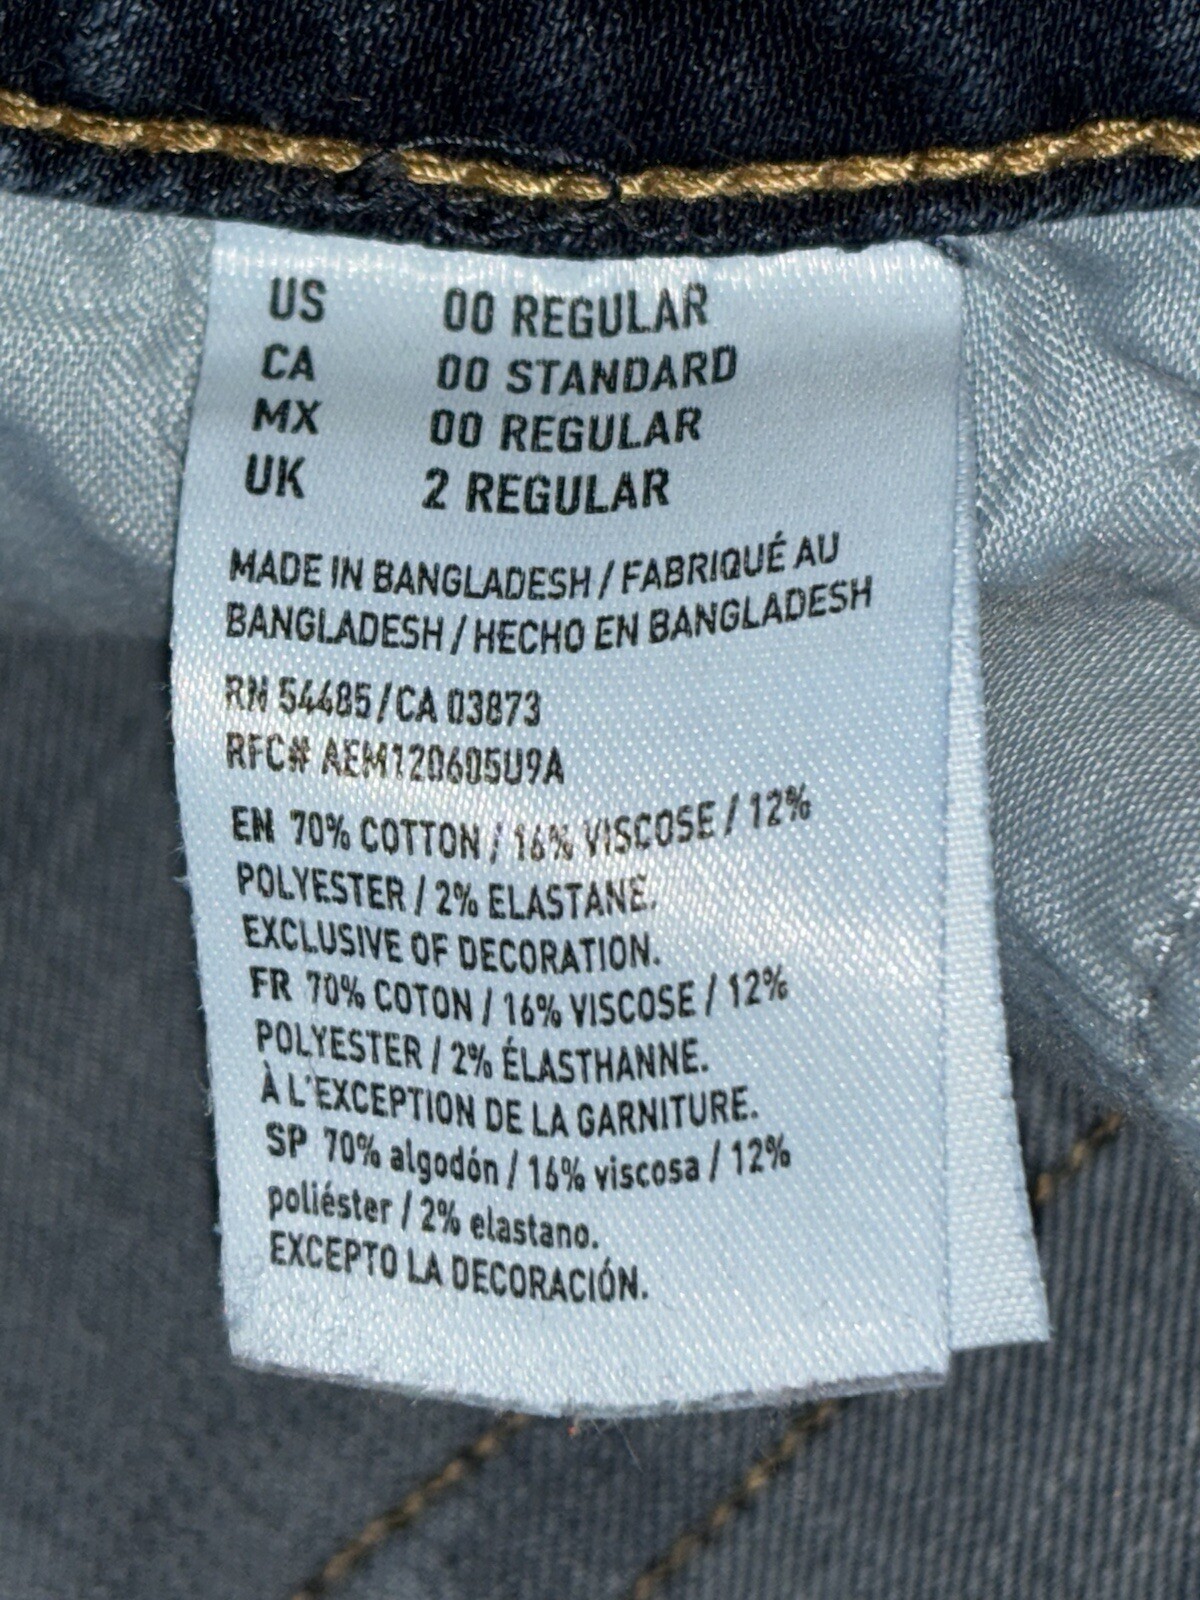 US 00 REGULAR
CA 00 STANDARD
MX 00 REGULAR
UK 2 REGULAR
MADE IN BANGLADESH / FABRIQUÉ AU
BANGLADESH / HECHO EN BANGLADESH
RN 54485 / CA 03873
RFC# AEM120605U9A
EN 70% COTTON / 16% VISCOSE / 12%
POLYESTER / 2% ELASTANE.
EXCLUSIVE OF DECORATION.
FR 70% COTON / 16% VISCOSE / 12%
POLYESTER / 2% ÉLASTHANNE.
À L'EXCEPTION DE LA GARNITURE.
SP 70% algodón / 16% viscosa / 12%
poliéster / 2% elastano.
EXCEPTO LA DECORACIÓN.